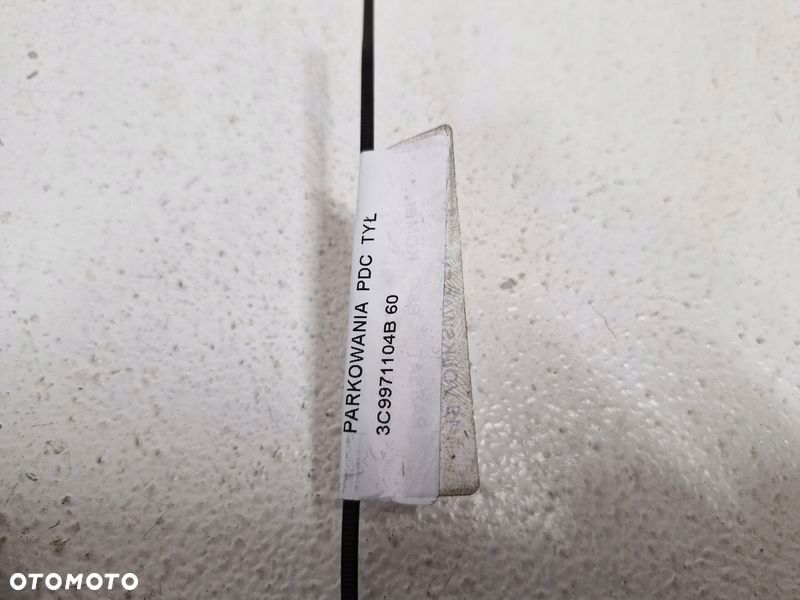 PARKOWANIA PDC TYŁ
3C9971104B 60
OTOMOTO